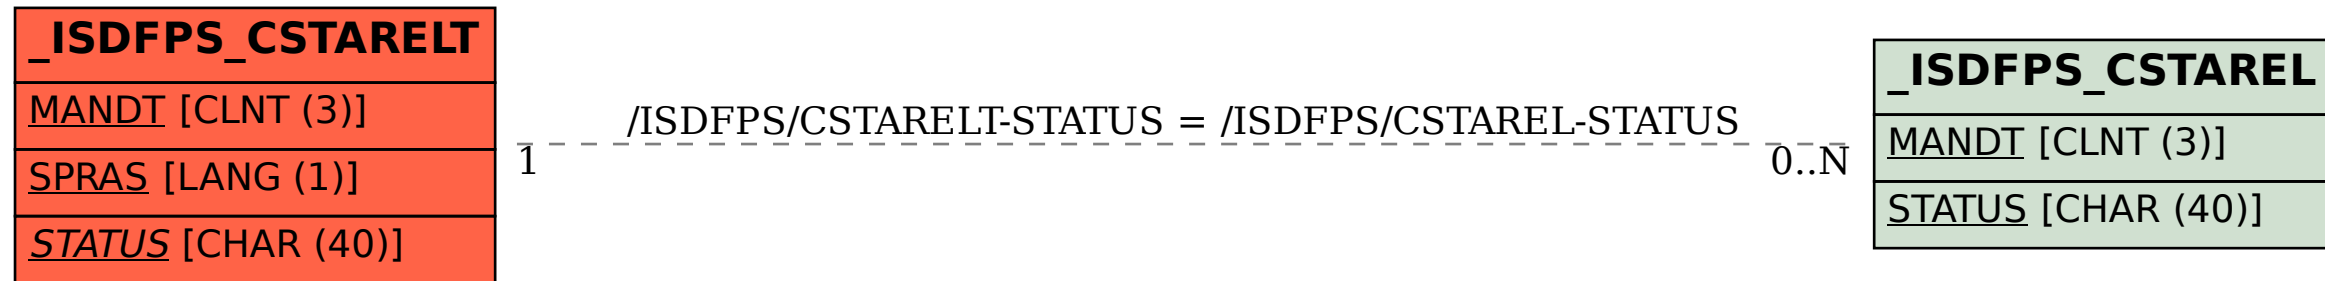 _ISDFPS_CSTARELT
MANDT [CLNT (3)]
SPRAS [LANG (1)]
STATUS [CHAR (40)]
/ISDFPS/CSTARELT-STATUS = /ISDFPS/CSTAREL-STATUS
1
0..N
_ISDFPS_CSTAREL
MANDT [CLNT (3)]
STATUS [CHAR (40)]